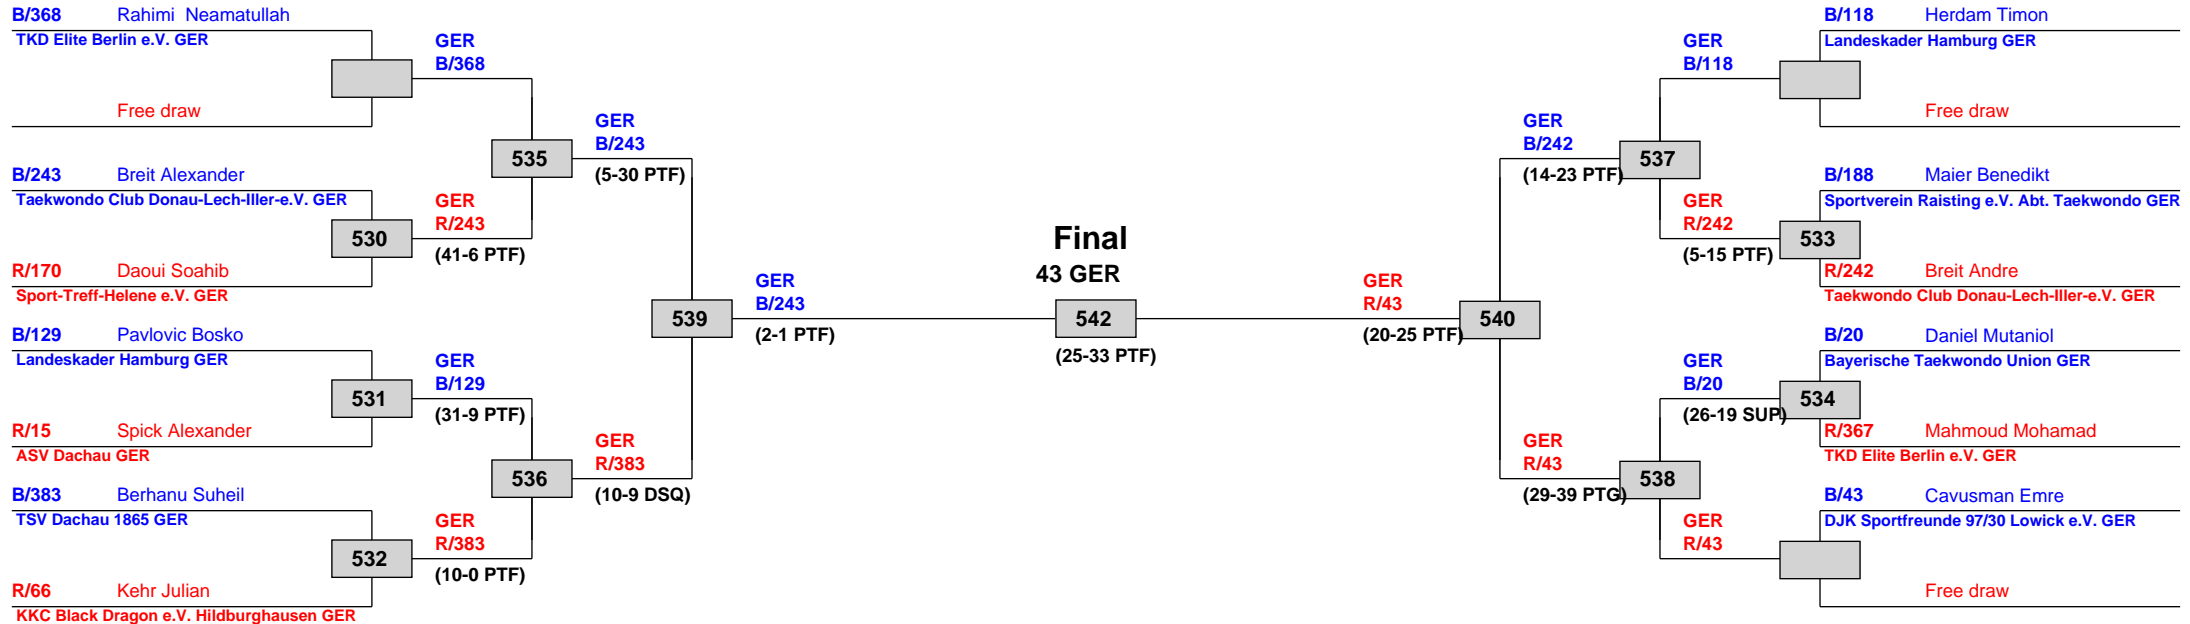 B/368 Rahimi  Neamatullah
TKD Elite Berlin e.V. GER
Free draw
B/243 Breit Alexander
Taekwondo Club Donau-Lech-Iller-e.V. GER
530
R/170 Daoui Soahib
Sport-Treff-Helene e.V. GER
B/129 Pavlovic Bosko
Landeskader Hamburg GER
531
R/15 Spick Alexander
ASV Dachau GER
B/383 Berhanu Suheil
TSV Dachau 1865 GER
532
R/66 Kehr Julian
KKC Black Dragon e.V. Hildburghausen GER
GER
B/368
535
GER
R/243
(41-6 PTF)
GER
B/129
(31-9 PTF)
536
GER
R/383
(10-0 PTF)
GER
B/243
(5-30 PTF)
539
GER
R/383
(10-9 DSQ)
GER
B/243
(2-1 PTF)
Final
43 GER
542
(25-33 PTF)
GER
R/43
(20-25 PTF)
540
GER
B/242
(14-23 PTF)
537
GER
R/43
(29-39 PTG)
538
GER
B/118
GER
R/242
(5-15 PTF)
533
GER
B/20
(26-19 SUP)
534
GER
R/43
B/118 Herdam Timon
Landeskader Hamburg GER
Free draw
B/188 Maier Benedikt
Sportverein Raisting e.V. Abt. Taekwondo GER
R/242 Breit Andre
Taekwondo Club Donau-Lech-Iller-e.V. GER
B/20 Daniel Mutaniol
Bayerische Taekwondo Union GER
R/367 Mahmoud Mohamad
TKD Elite Berlin e.V. GER
B/43 Cavusman Emre
DJK Sportfreunde 97/30 Lowick e.V. GER
Free draw